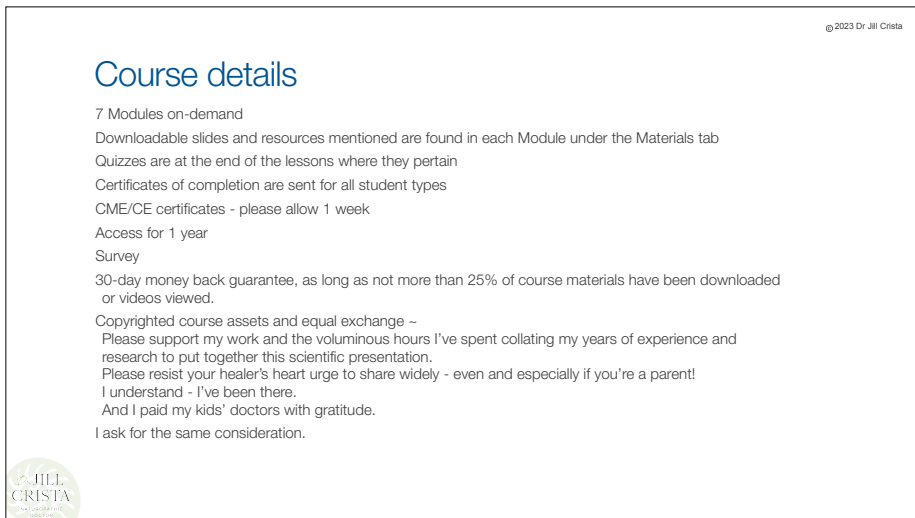 © 2023 Dr Jill Crista
Course details
7 Modules on-demand
Downloadable slides and resources mentioned are found in each Module under the Materials tab
Quizzes are at the end of the lessons where they pertain
Certificates of completion are sent for all student types
CME/CE certificates - please allow 1 week
Access for 1 year
Survey
30-day money back guarantee, as long as not more than 25% of course materials have been downloaded
or videos viewed.
Copyrighted course assets and equal exchange ~
Please support my work and the voluminous hours I’ve spent collating my years of experience and
research to put together this scientific presentation.
Please resist your healer’s heart urge to share widely - even and especially if you’re a parent!
I understand - I’ve been there.
And I paid my kids’ doctors with gratitude.
I ask for the same consideration.
JILL
CRISTA
NATUROPATHIC
DOCTOR